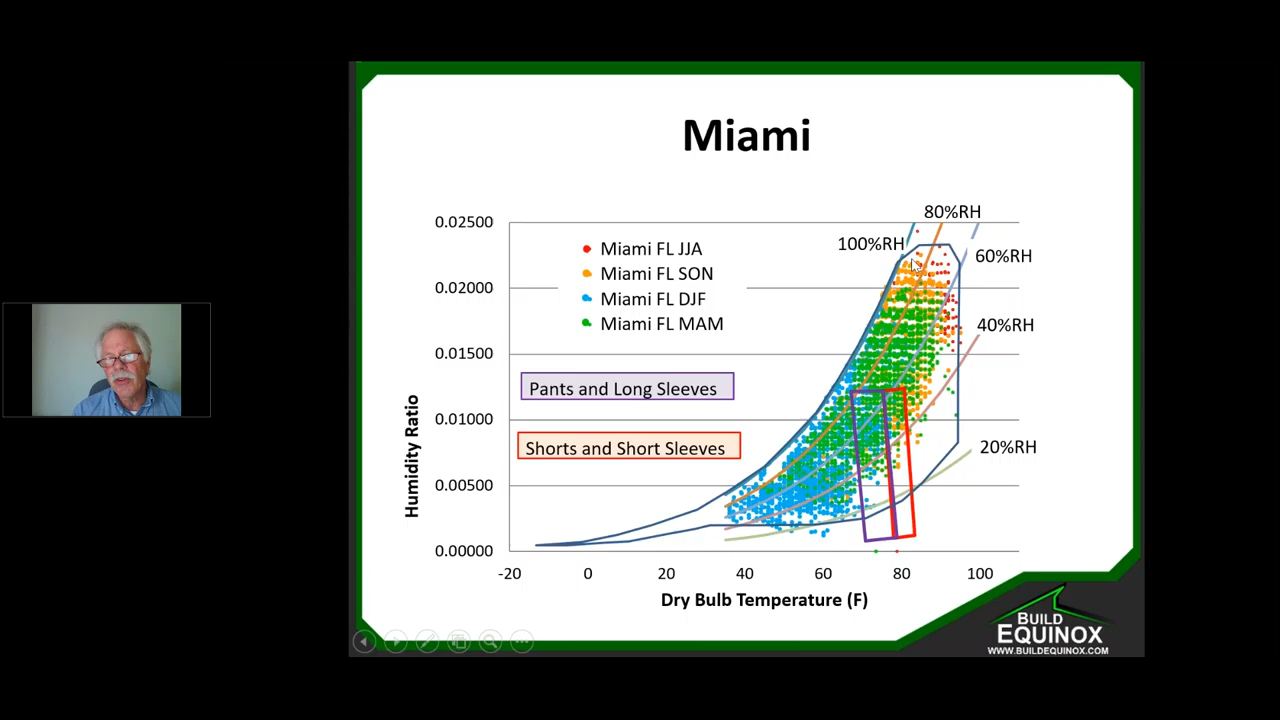 Miami
0.02500
0.02000
0.01500
0.01000
0.00500
0.00000
Humidity Ratio
Miami FL JJA
Miami FL SON
Miami FL DJF
Miami FL MAM
Pants and Long Sleeves
Shorts and Short Sleeves
100%RH
80%RH
60%RH
40%RH
20%RH
-20 0 20 40 60 80 100
Dry Bulb Temperature (F)
BUILD
EQUINOX
WWW.BUILDEQUINOX.COM